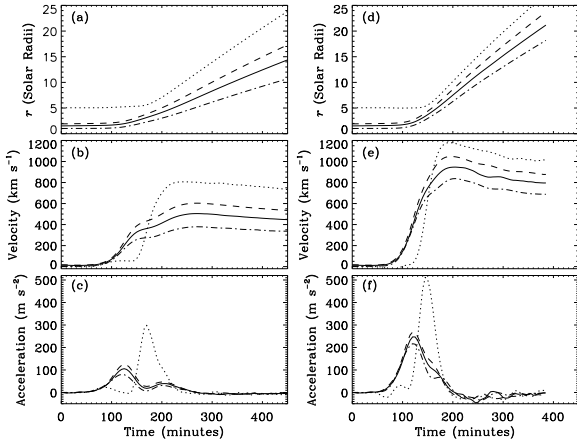 (a)
25
20
15
10
5
0
r (Solar Radii)
(d)
25
20
15
10
5
0
r (Solar Radii)
(b)
1200
1000
800
600
400
200
0
Velocity (km s⁻¹)
(e)
1200
1000
800
600
400
200
0
Velocity (km s⁻¹)
(c)
500
400
300
200
100
0
Acceleration (m s⁻²)
0 100 200 300 400
Time (minutes)
(f)
500
400
300
200
100
0
Acceleration (m s⁻²)
0 100 200 300 400
Time (minutes)